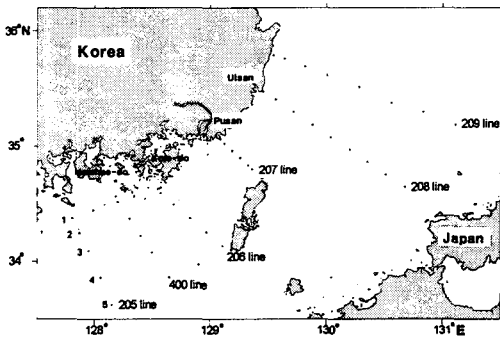 36°N
Korea
Ulsan
Pusan
209 line
35
207 line
208 line
1
2
206 line
Japan
3
34
4
400 line
5
205 line
128
129
130
131°E